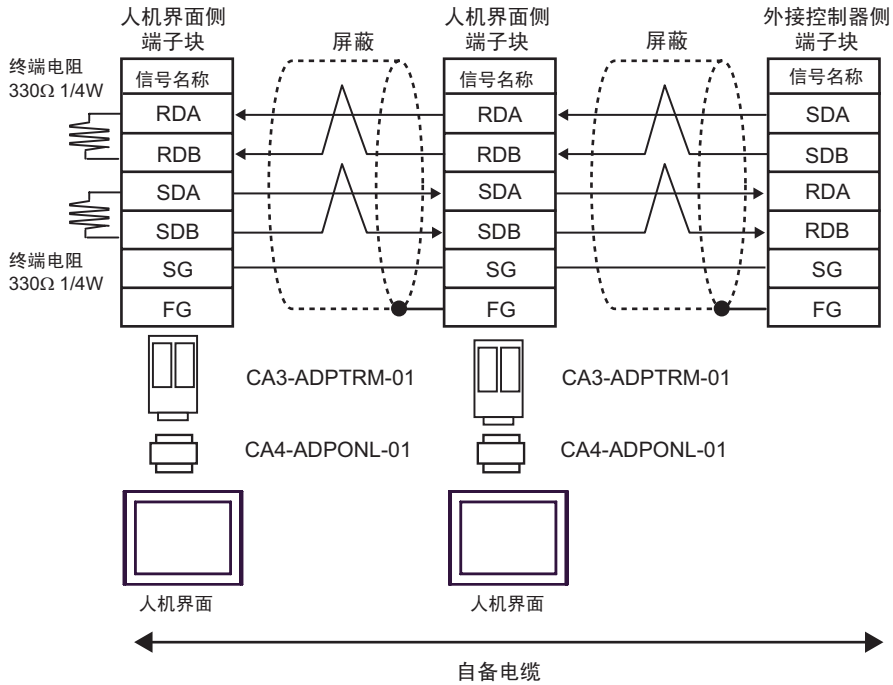 人机界面侧
端子块
屏蔽
人机界面侧
端子块
屏蔽
外接控制器侧
端子块
终端电阻
330Ω 1/4W
信号名称
信号名称
信号名称
RDA
RDA
SDA
RDB
RDB
SDB
SDA
SDA
RDA
SDB
SDB
RDB
终端电阻
330Ω 1/4W
SG
SG
SG
FG
FG
FG
CA3-ADPTRM-01
CA3-ADPTRM-01
CA4-ADPONL-01
CA4-ADPONL-01
人机界面
人机界面
自备电缆